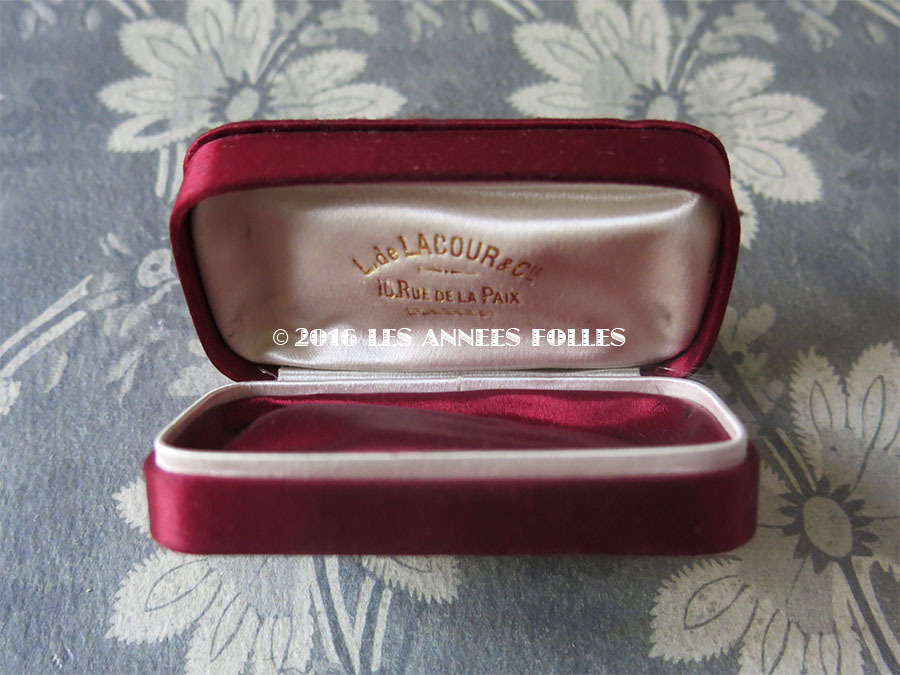 L. de LACOUR & Cie
16. RUE DE LA PAIX
© 2016 LES ANNEES FOLLES